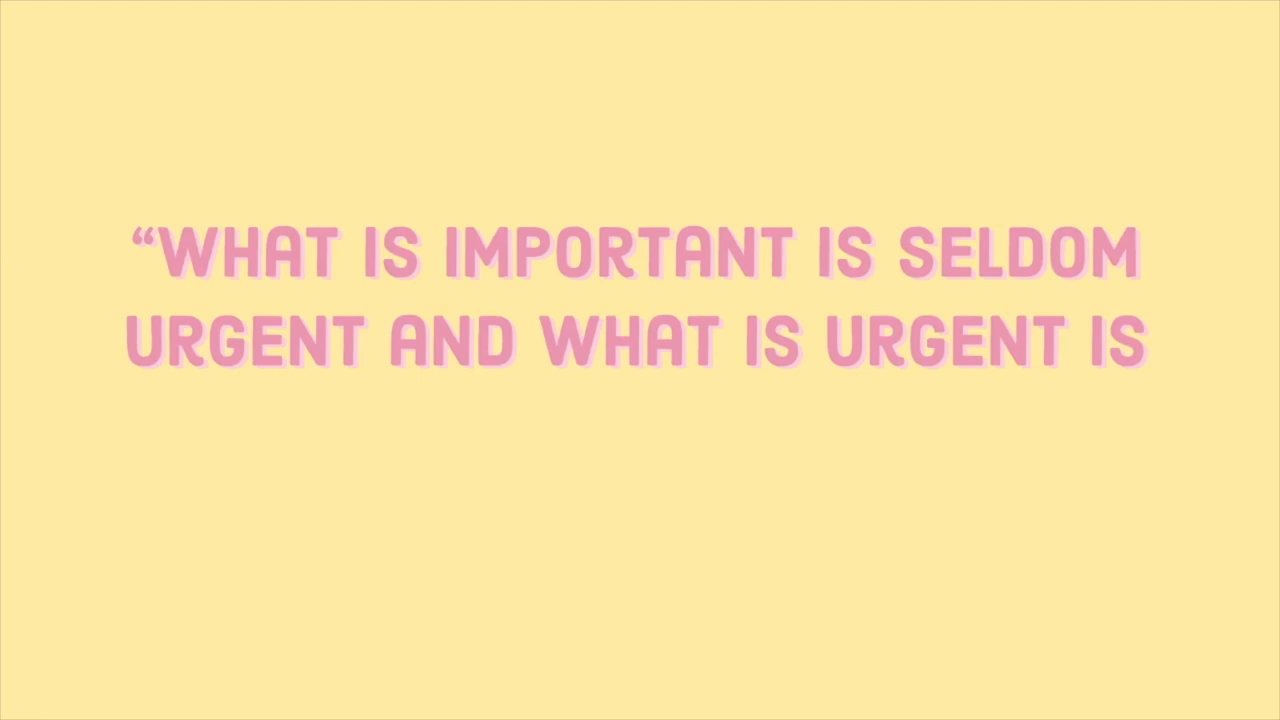 “WHAT IS IMPORTANT IS SELDOM
URGENT AND WHAT IS URGENT IS